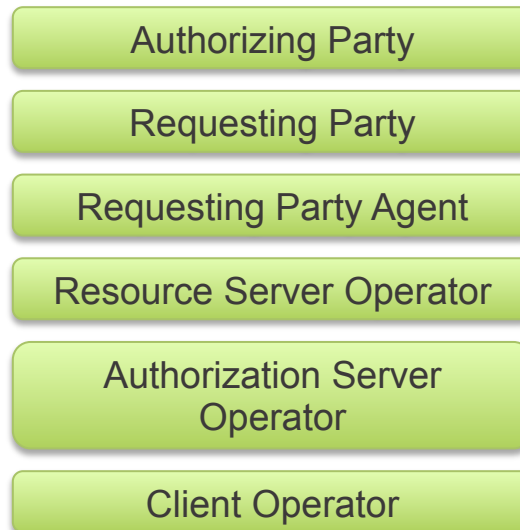 Authorizing Party
Requesting Party
Requesting Party Agent
Resource Server Operator
Authorization Server
Operator
Client Operator